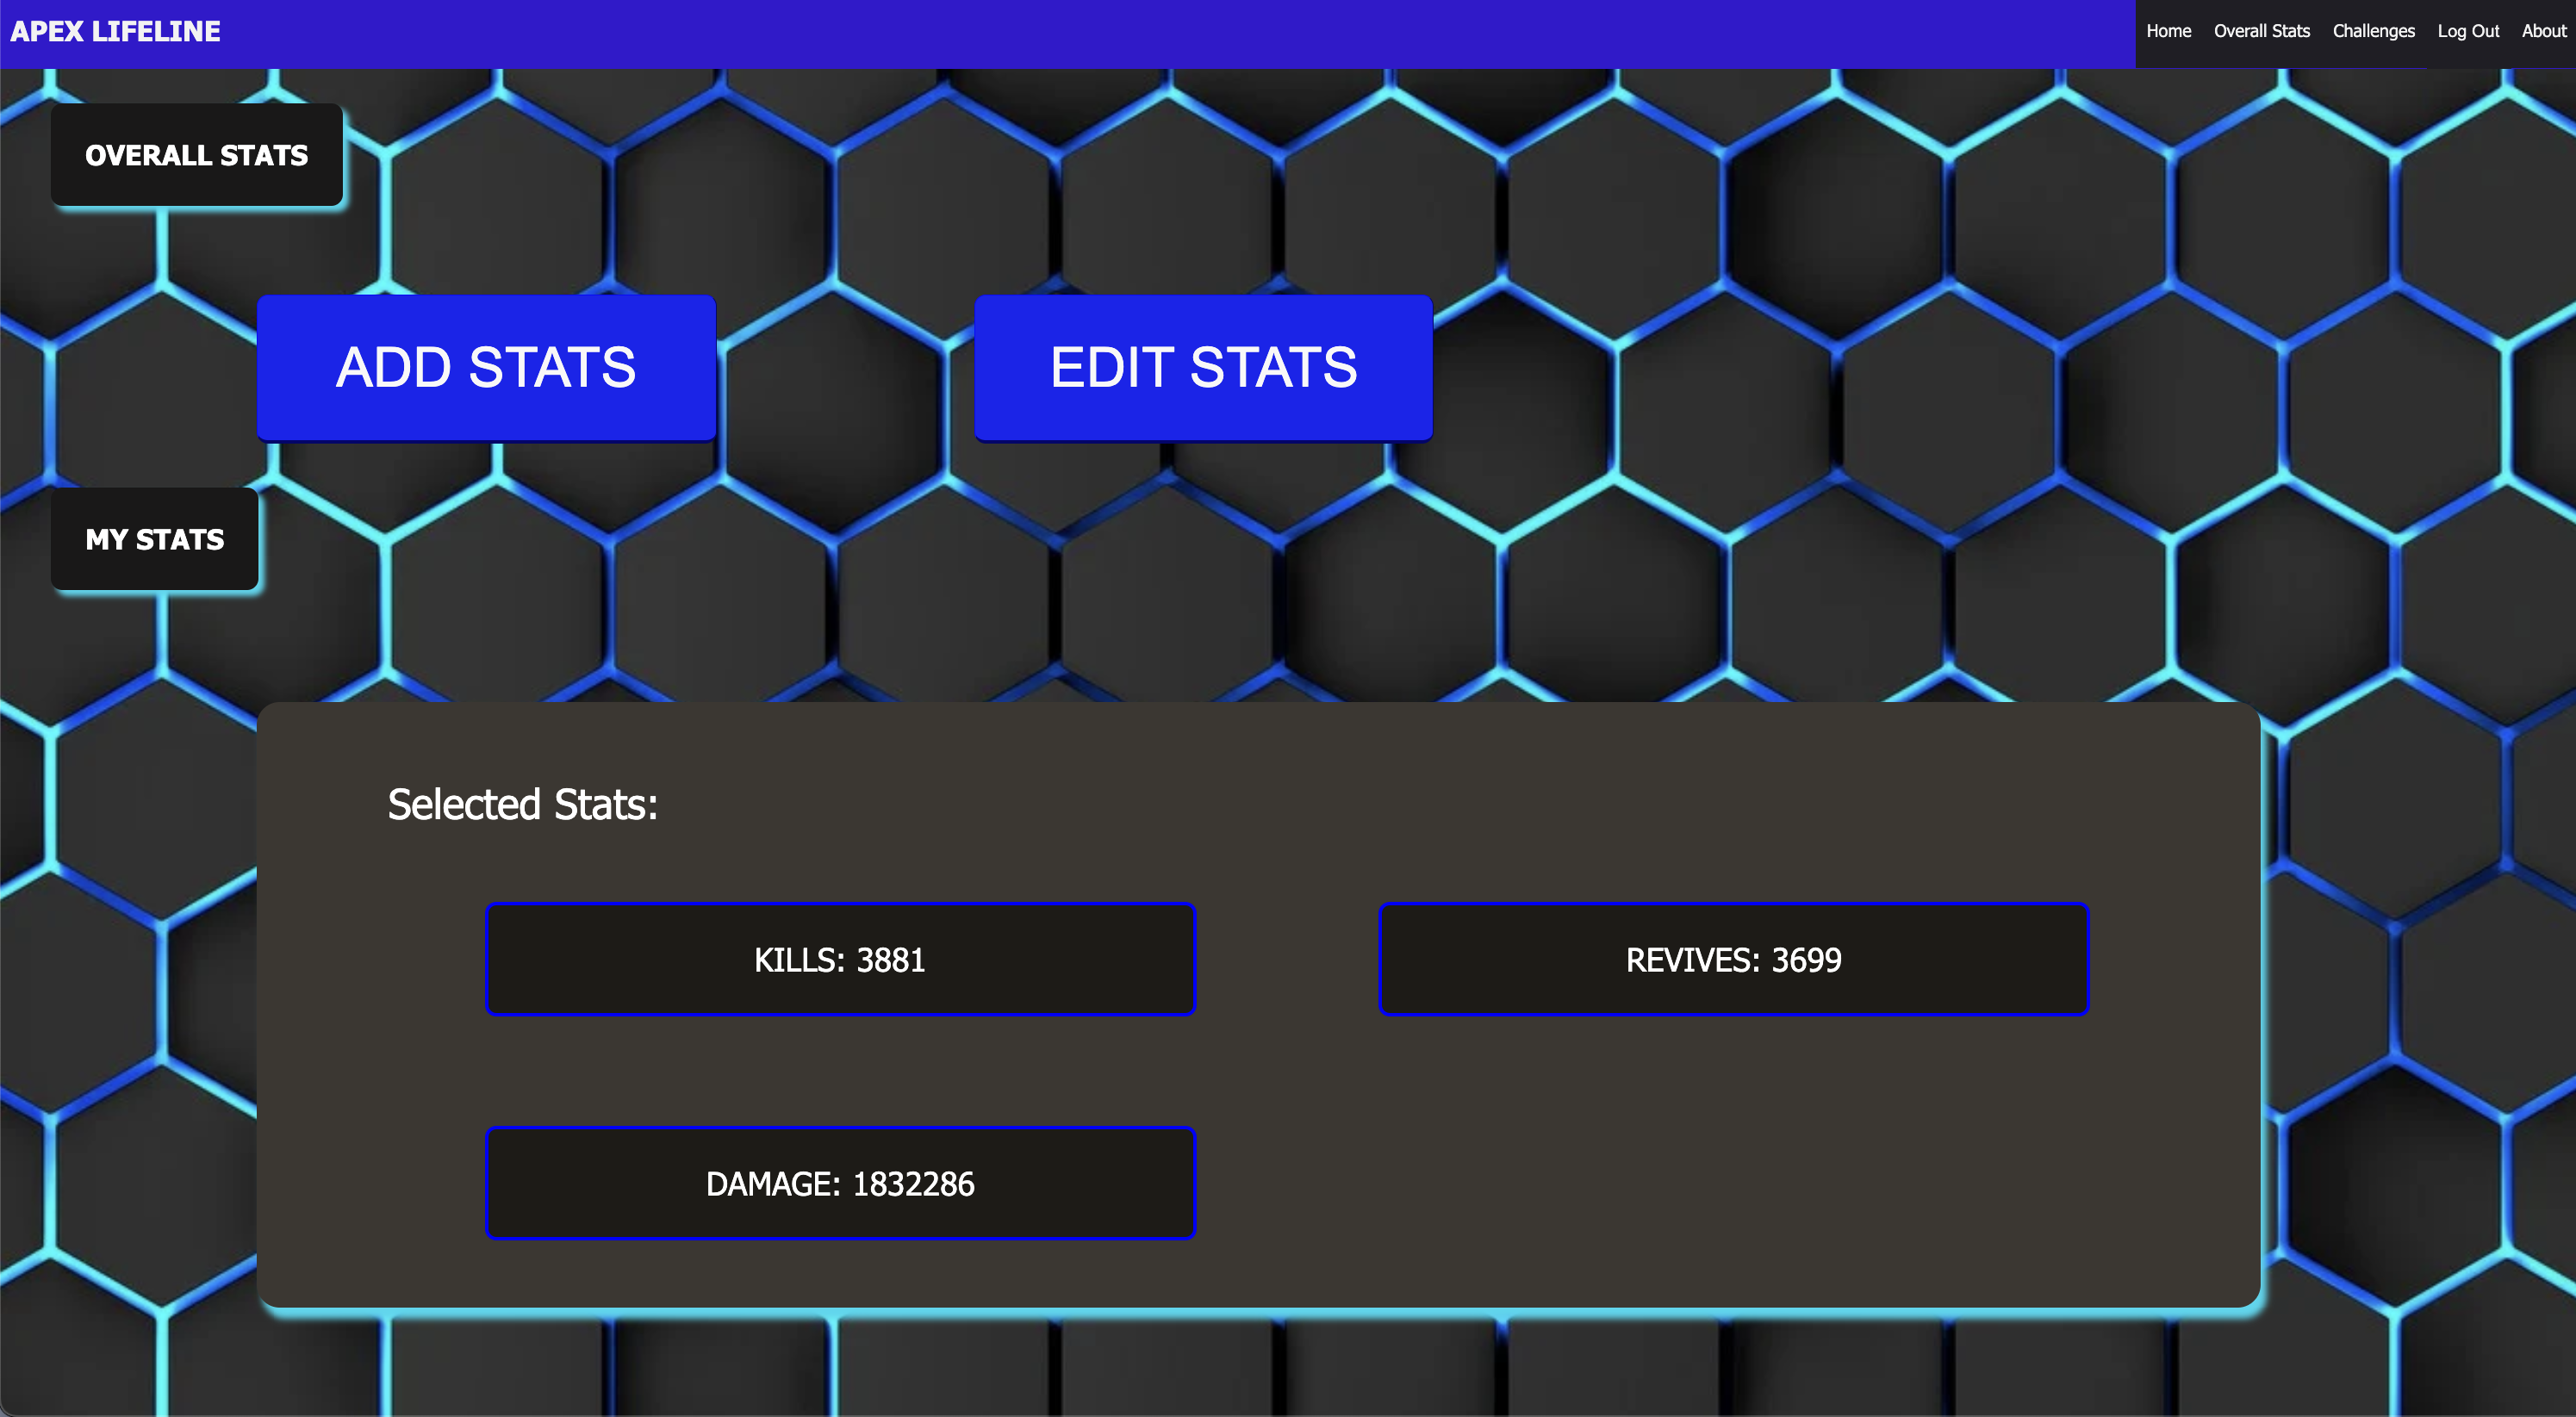 APEX LIFELINE
Home Overall Stats Challenges Log Out About
OVERALL STATS
ADD STATS EDIT STATS
MY STATS
Selected Stats:
KILLS: 3881 REVIVES: 3699
DAMAGE: 1832286